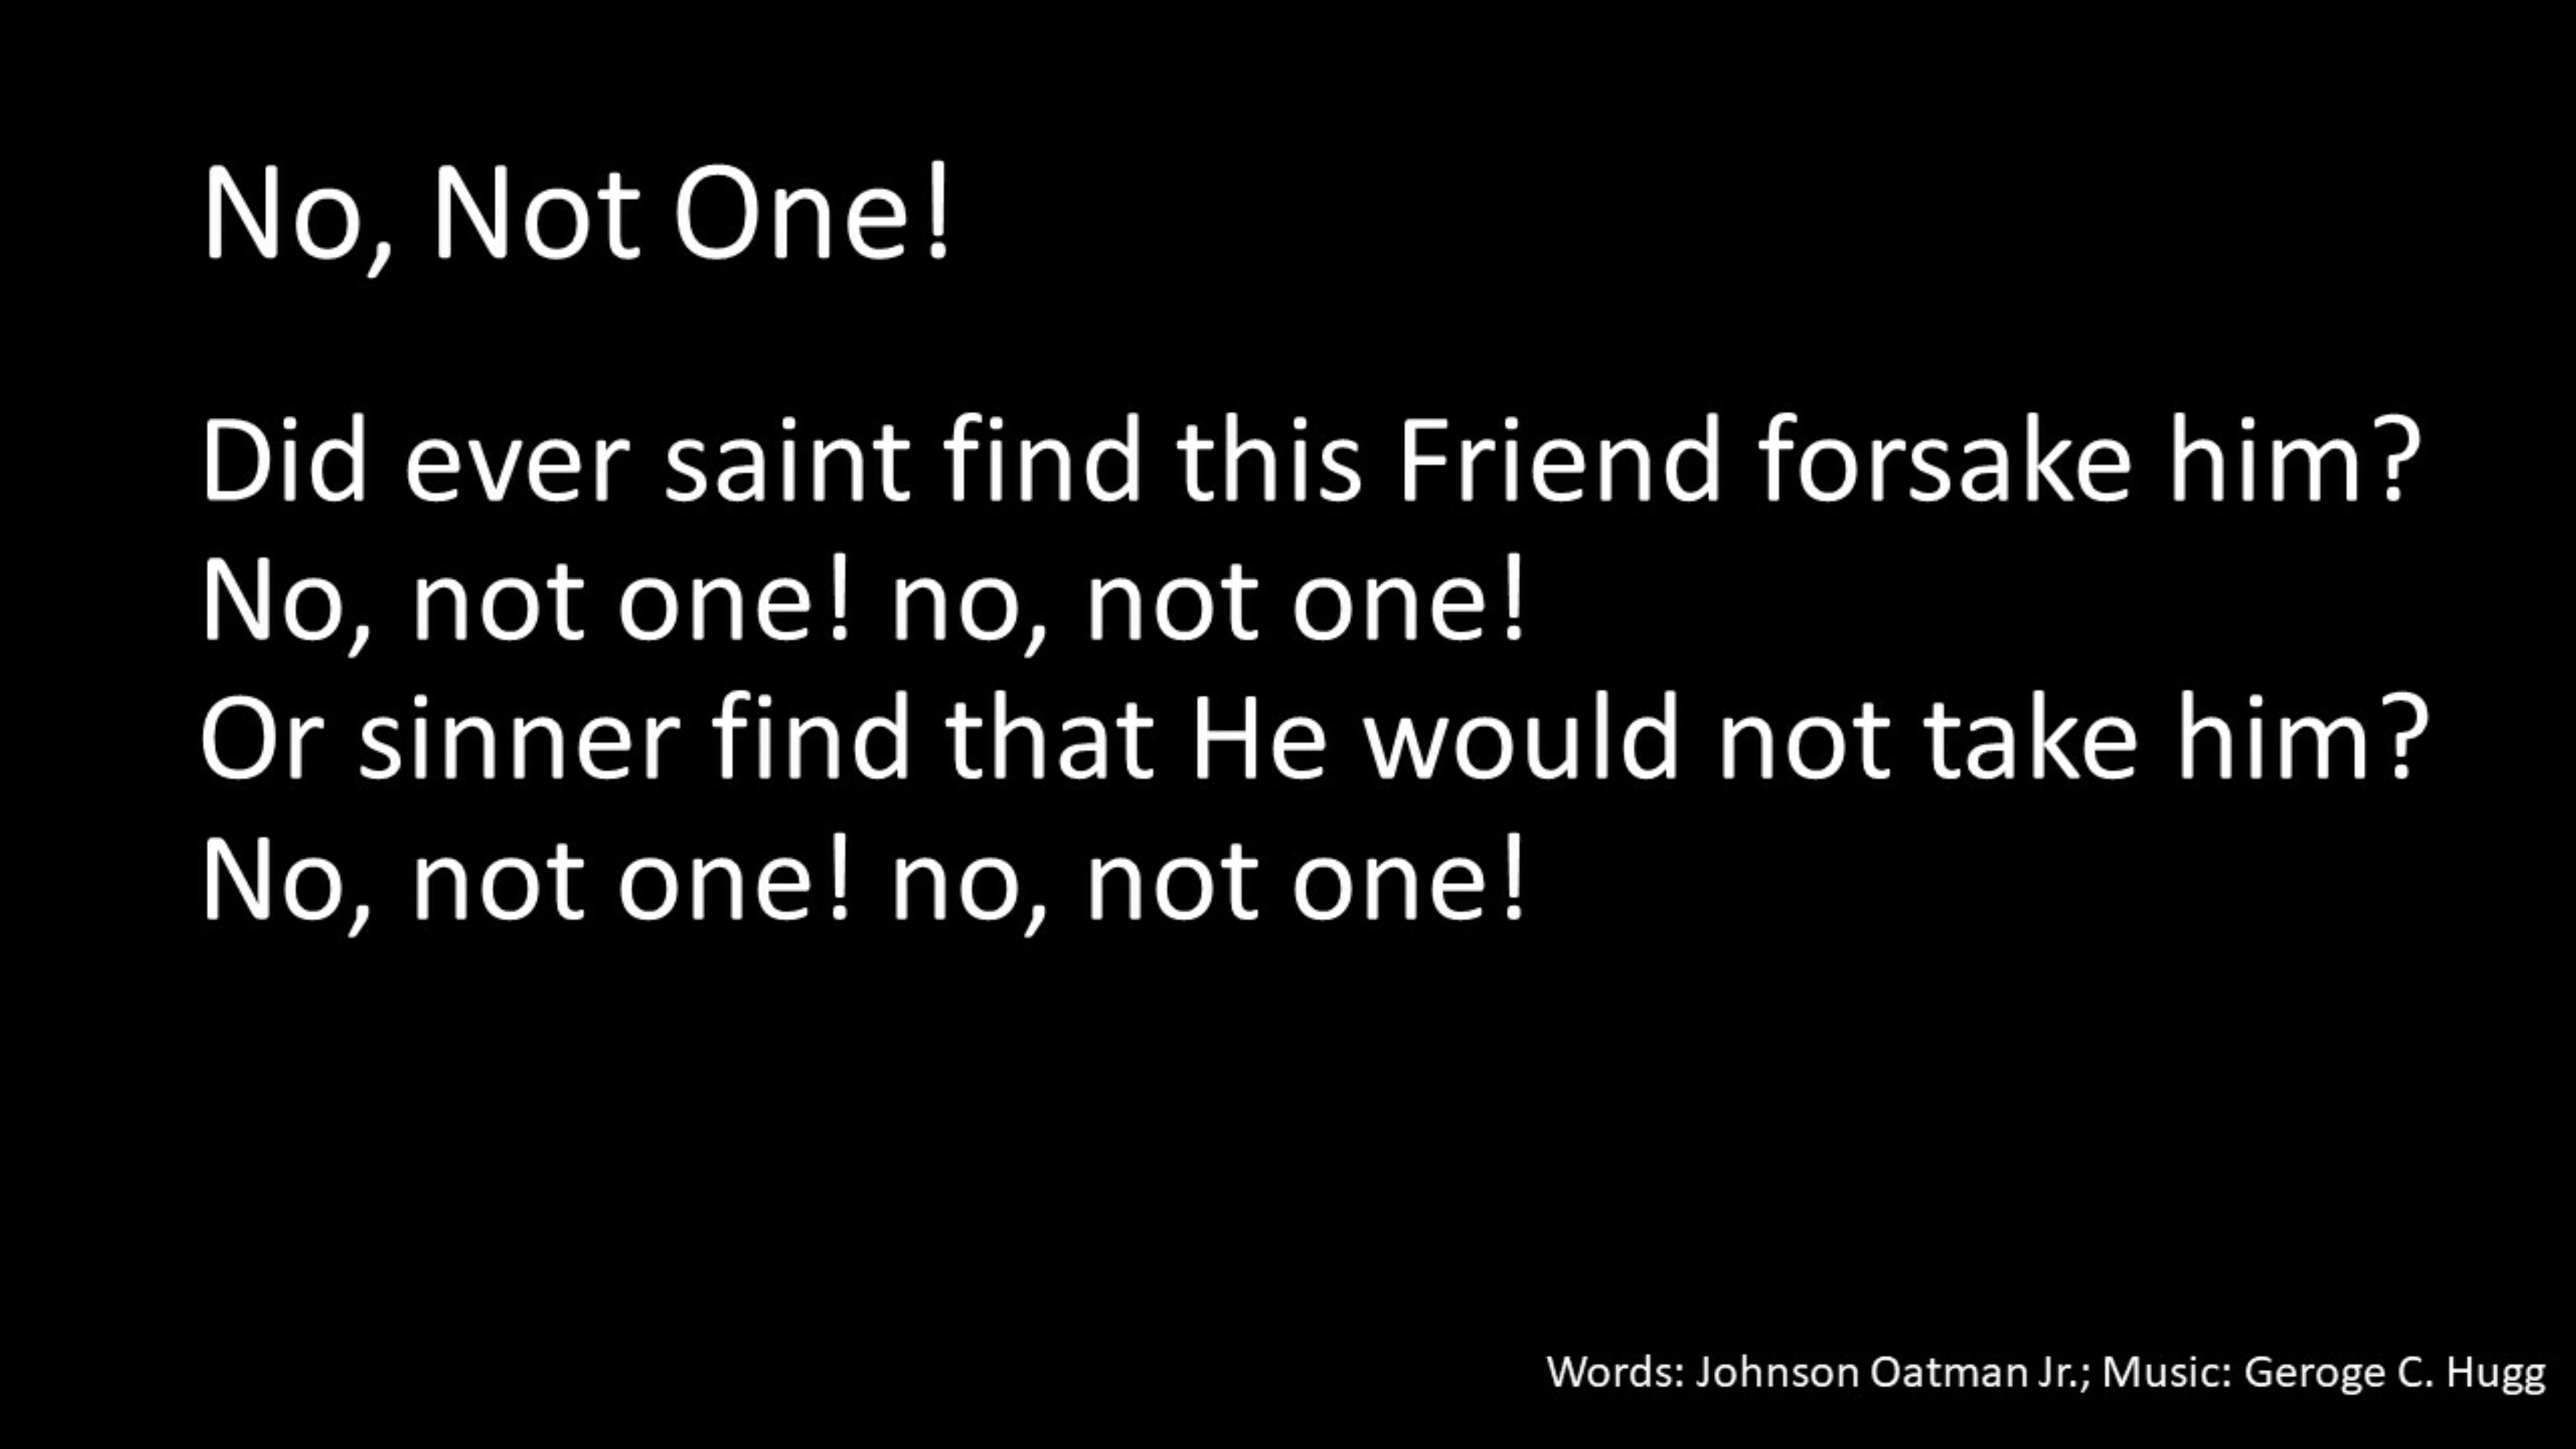 No, Not One!
Did ever saint find this Friend forsake him?
No, not one! no, not one!
Or sinner find that He would not take him?
No, not one! no, not one!
Words: Johnson Oatman Jr.; Music: Geroge C. Hugg